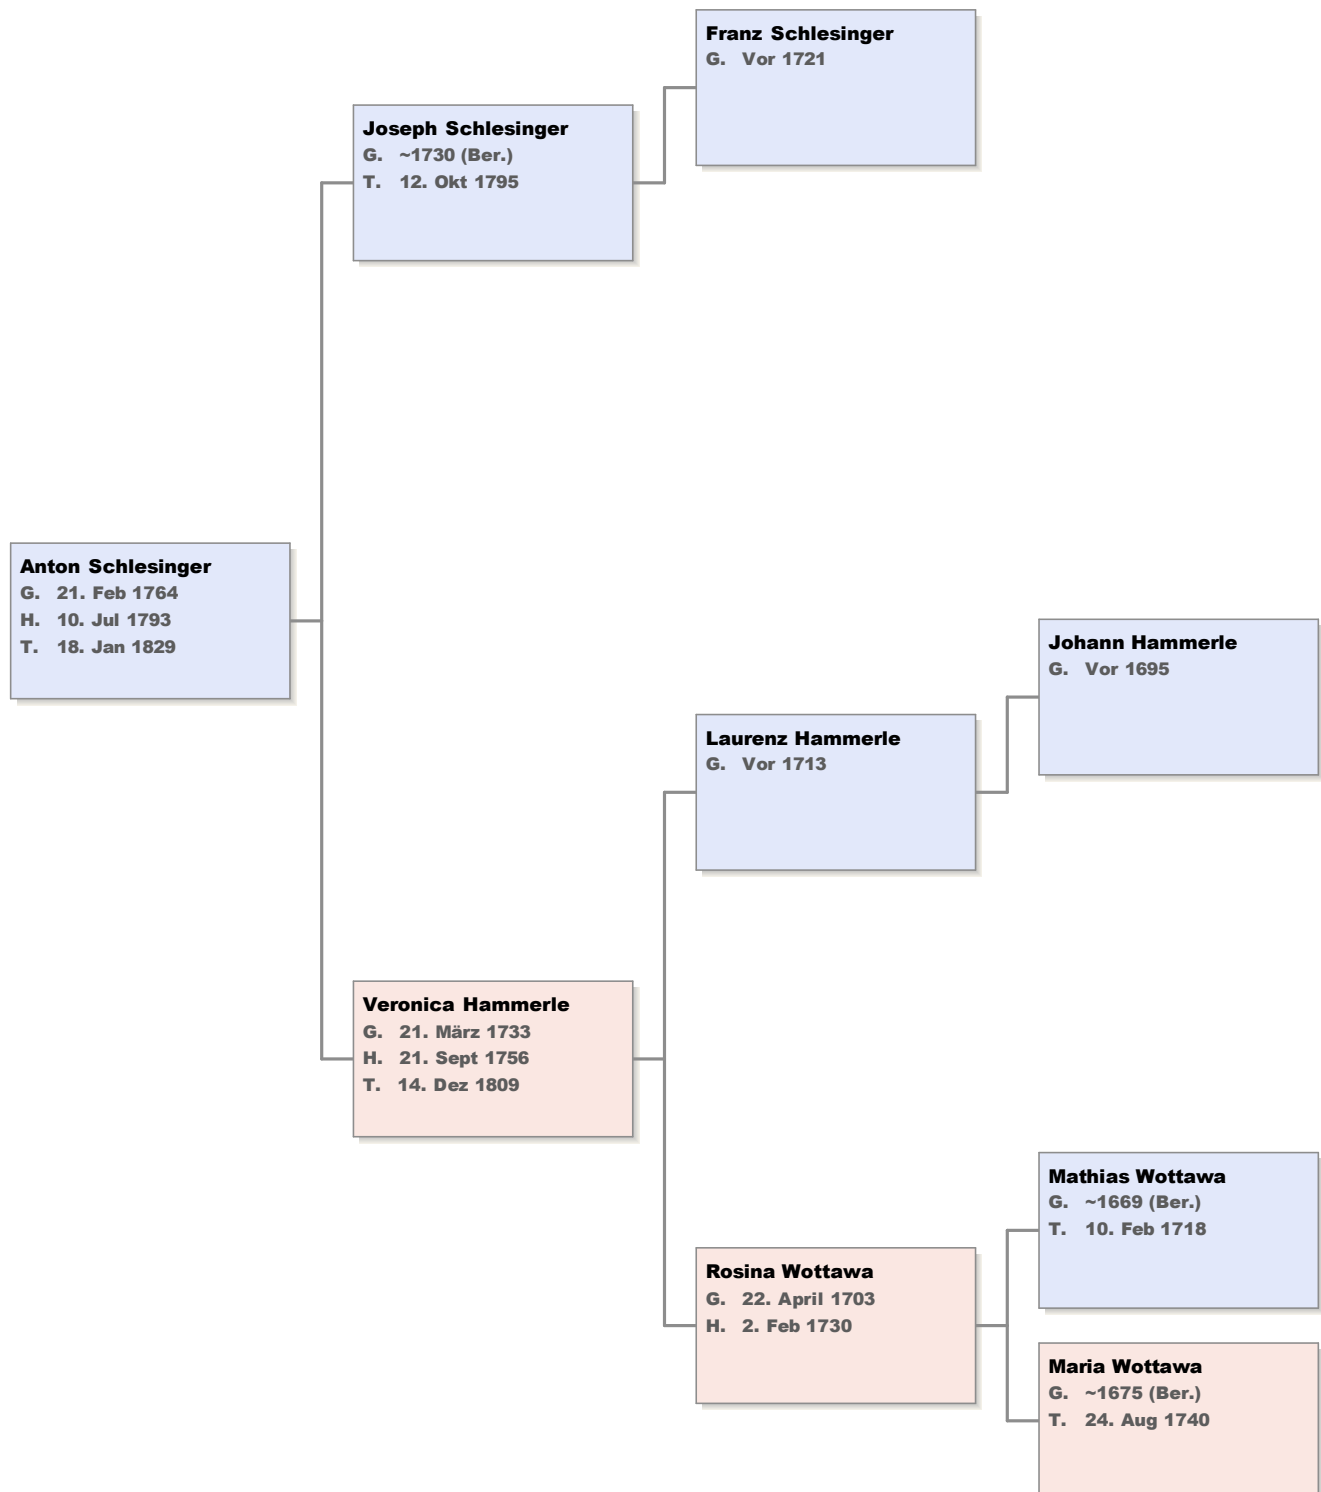 Franz Schlesinger
G. Vor 1721
Joseph Schlesinger
G. ~1730 (Ber.)
T. 12. Okt 1795
Anton Schlesinger
G. 21. Feb 1764
H. 10. Jul 1793
T. 18. Jan 1829
Johann Hammerle
G. Vor 1695
Laurenz Hammerle
G. Vor 1713
Veronica Hammerle
G. 21. März 1733
H. 21. Sept 1756
T. 14. Dez 1809
Mathias Wottawa
G. ~1669 (Ber.)
T. 10. Feb 1718
Rosina Wottawa
G. 22. April 1703
H. 2. Feb 1730
Maria Wottawa
G. ~1675 (Ber.)
T. 24. Aug 1740